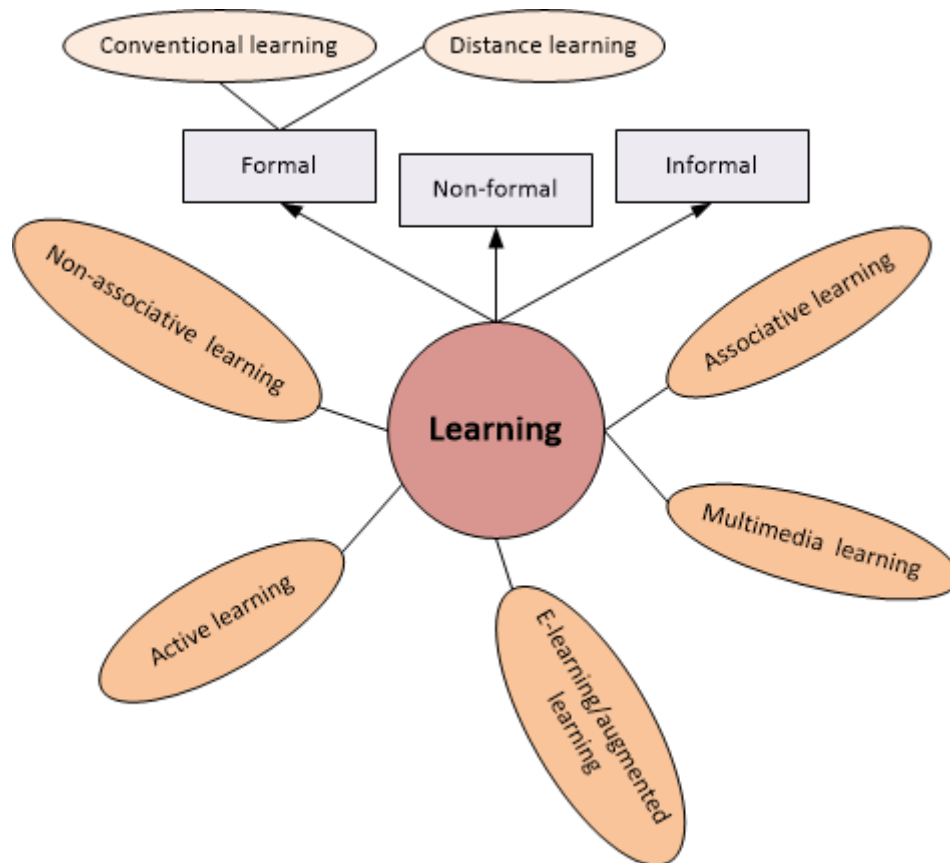 Conventional learning
Distance learning
Formal
Non-formal
Informal
Non-associative learning
Associative learning
Learning
Multimedia learning
Active learning
E-learning/augmented
learning